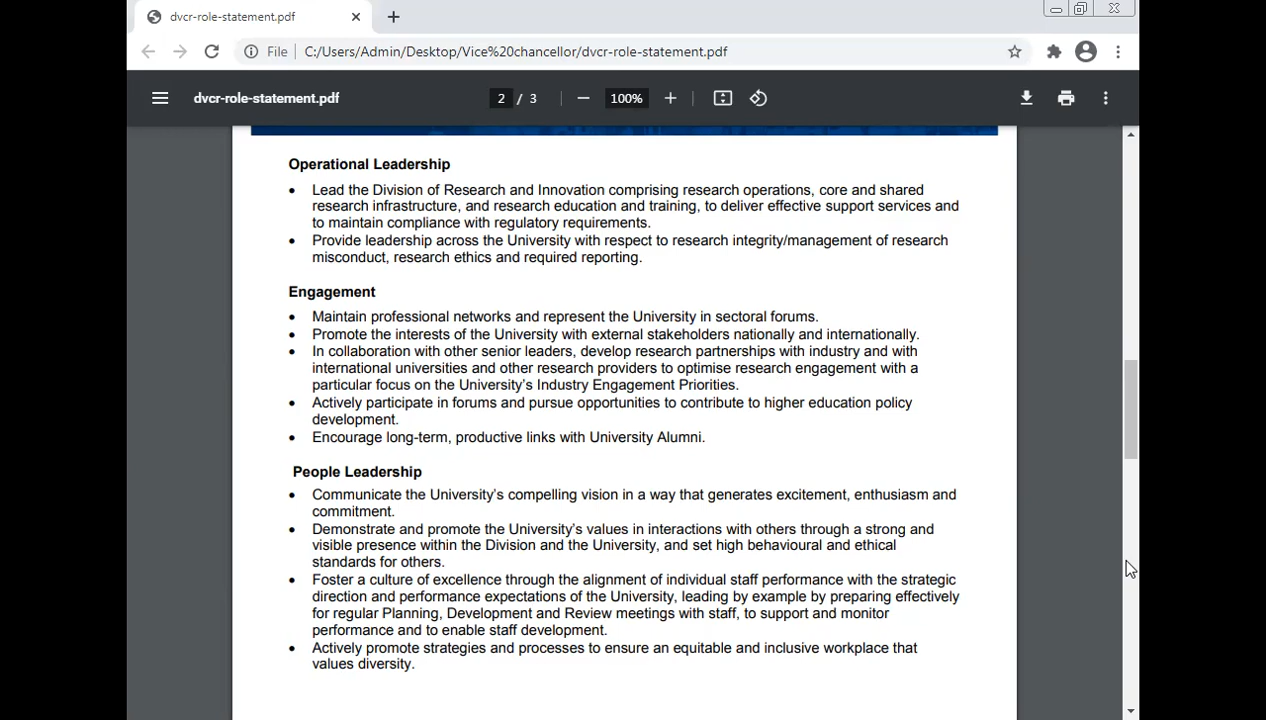 dvcr-role-statement.pdf
File
C:/Users/Admin/Desktop/Vice%20chancellor/dvcr-role-statement.pdf
dvcr-role-statement.pdf
2 / 3
100%
Operational Leadership
• Lead the Division of Research and Innovation comprising research operations, core and shared
research infrastructure, and research education and training, to deliver effective support services and
to maintain compliance with regulatory requirements.
• Provide leadership across the University with respect to research integrity/management of research
misconduct, research ethics and required reporting.
Engagement
• Maintain professional networks and represent the University in sectoral forums.
• Promote the interests of the University with external stakeholders nationally and internationally.
• In collaboration with other senior leaders, develop research partnerships with industry and with
international universities and other research providers to optimise research engagement with a
particular focus on the University's Industry Engagement Priorities.
• Actively participate in forums and pursue opportunities to contribute to higher education policy
development.
• Encourage long-term, productive links with University Alumni.
People Leadership
• Communicate the University's compelling vision in a way that generates excitement, enthusiasm and
commitment.
• Demonstrate and promote the University's values in interactions with others through a strong and
visible presence within the Division and the University, and set high behavioural and ethical
standards for others.
• Foster a culture of excellence through the alignment of individual staff performance with the strategic
direction and performance expectations of the University, leading by example by preparing effectively
for regular Planning, Development and Review meetings with staff, to support and monitor
performance and to enable staff development.
• Actively promote strategies and processes to ensure an equitable and inclusive workplace that
values diversity.